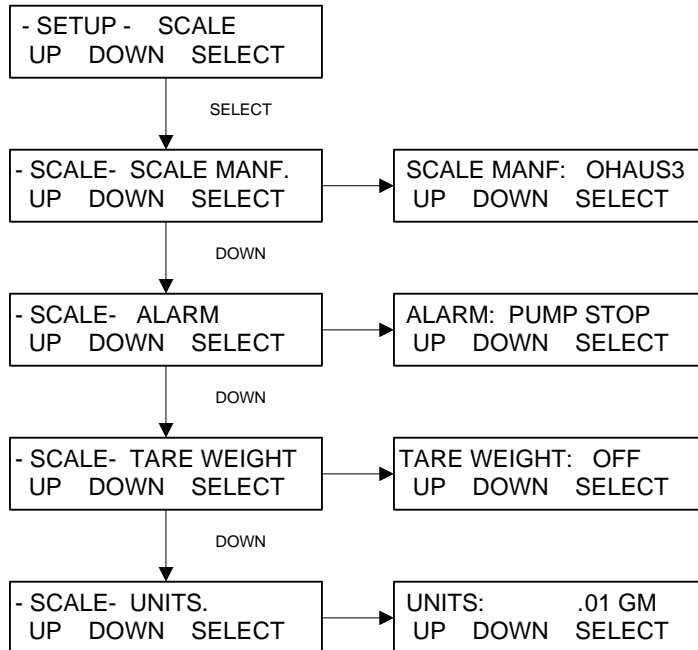 - SETUP - SCALE
UP DOWN SELECT
SELECT
- SCALE- SCALE MANF.
UP DOWN SELECT
SCALE MANF: OHAUS3
UP DOWN SELECT
DOWN
- SCALE- ALARM
UP DOWN SELECT
ALARM: PUMP STOP
UP DOWN SELECT
DOWN
- SCALE- TARE WEIGHT
UP DOWN SELECT
TARE WEIGHT: OFF
UP DOWN SELECT
DOWN
- SCALE- UNITS.
UP DOWN SELECT
UNITS: .01 GM
UP DOWN SELECT